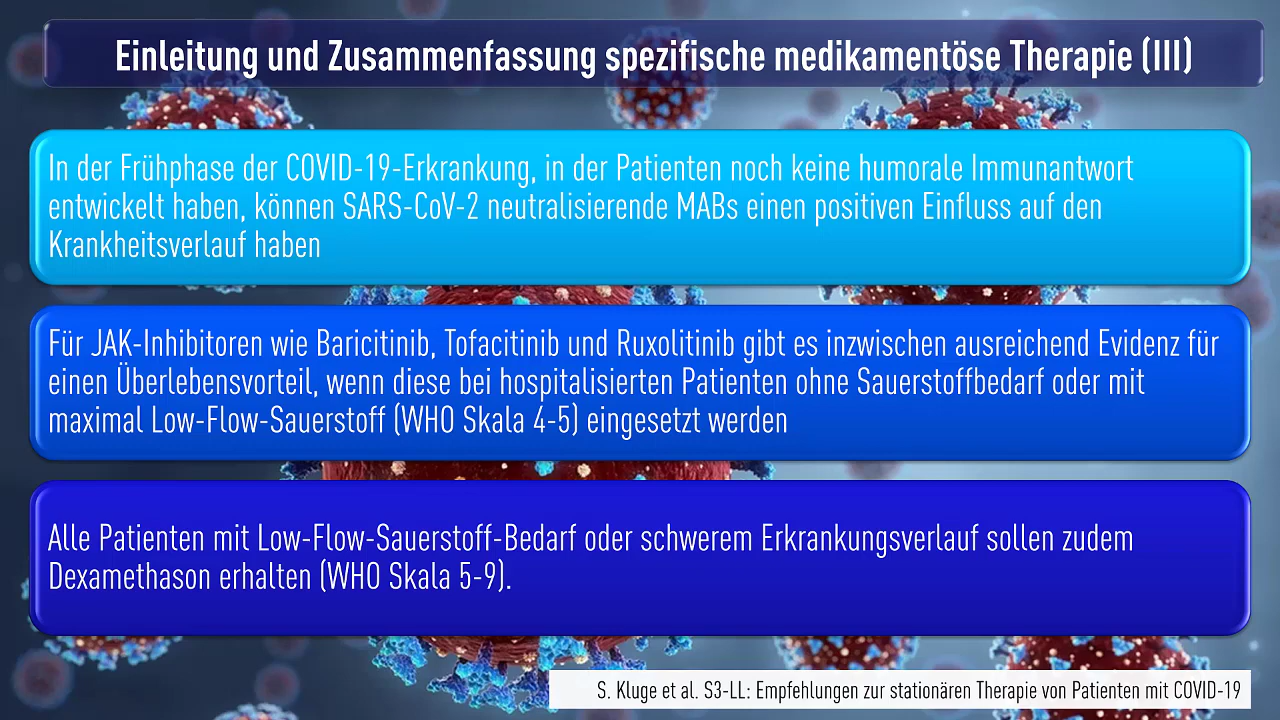 Einleitung und Zusammenfassung spezifische medikamentöse Therapie (III)
In der Frühphase der COVID-19-Erkrankung, in der Patienten noch keine humorale Immunantwort
entwickelt haben, können SARS-CoV-2 neutralisierende MABs einen positiven Einfluss auf den
Krankheitsverlauf haben
Für JAK-Inhibitoren wie Baricitinib, Tofacitinib und Ruxolitinib gibt es inzwischen ausreichend Evidenz für
einen Überlebensvorteil, wenn diese bei hospitalisierten Patienten ohne Sauerstoffbedarf oder mit
maximal Low-Flow-Sauerstoff (WHO Skala 4-5) eingesetzt werden
Alle Patienten mit Low-Flow-Sauerstoff-Bedarf oder schwerem Erkrankungsverlauf sollen zudem
Dexamethason erhalten (WHO Skala 5-9).
S. Kluge et al. S3-LL: Empfehlungen zur stationären Therapie von Patienten mit COVID-19